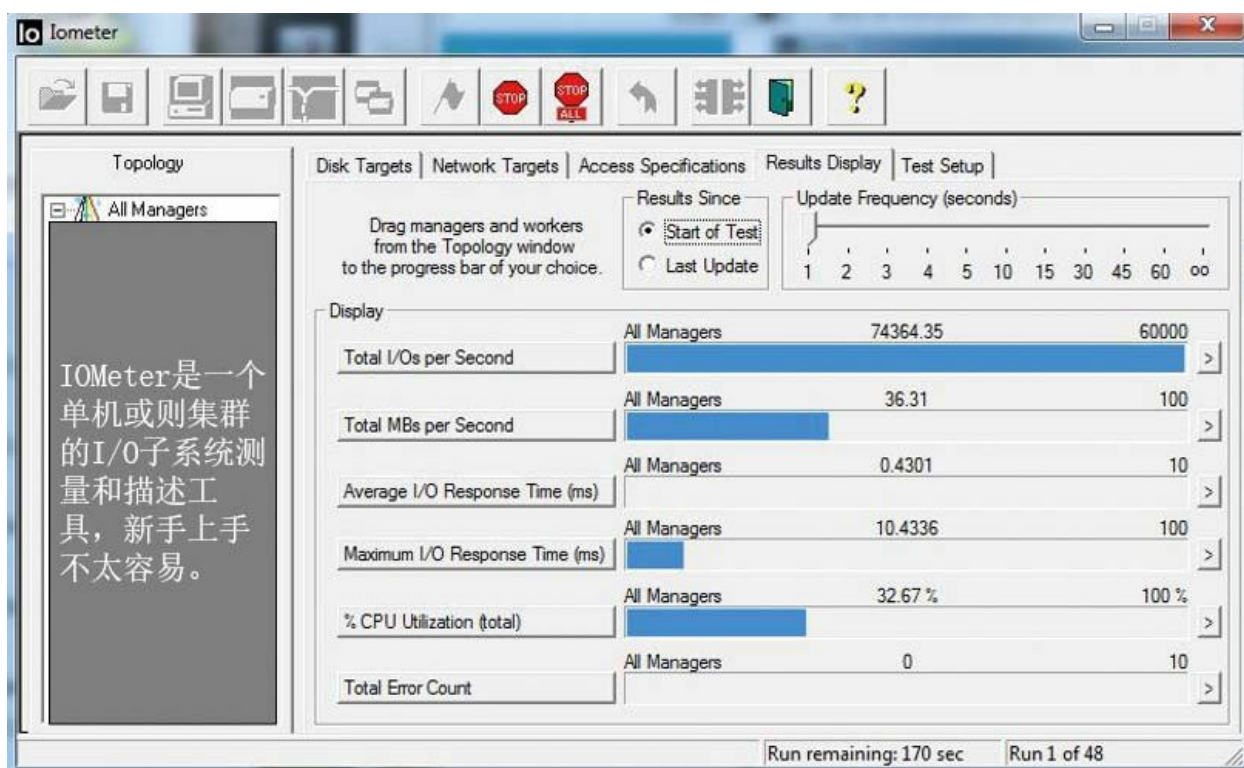 Io Iometer
STOP
STOP
ALL
?
Topology
All Managers
IOMeter是一个
单机或则集群
的I/O子系统测
量和描述工
具，新手上手
不太容易。
Disk Targets
Network Targets
Access Specifications
Results Display
Test Setup
Drag managers and workers
from the Topology window
to the progress bar of your choice.
Results Since
Start of Test
Last Update
Update Frequency (seconds)
1 2 3 4 5 10 15 30 45 60 oo
Display
All Managers 74364.35 60000
Total I/Os per Second >
All Managers 36.31 100
Total MBs per Second >
All Managers 0.4301 10
Average I/O Response Time (ms) >
All Managers 10.4336 100
Maximum I/O Response Time (ms) >
All Managers 32.67 % 100 %
% CPU Utilization (total) >
All Managers 0 10
Total Error Count >
Run remaining: 170 sec
Run 1 of 48